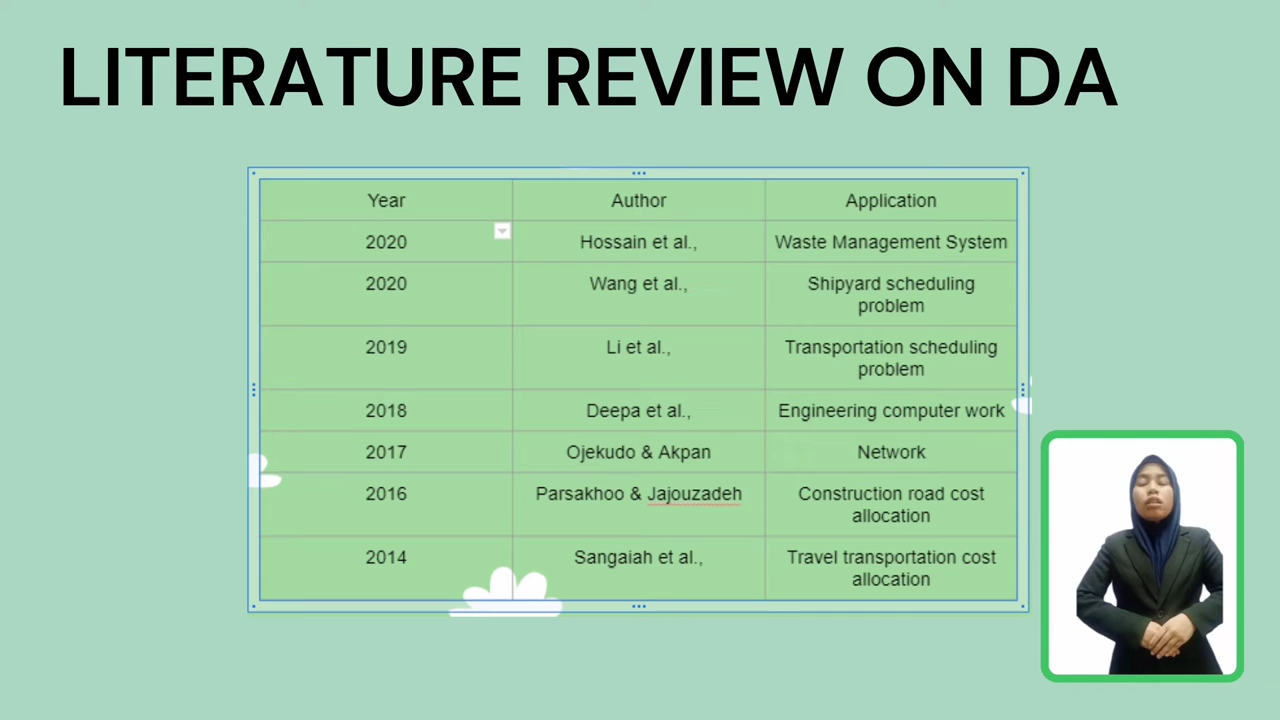 LITERATURE REVIEW ON DA
Year Author Application
2020 Hossain et al., Waste Management System
2020 Wang et al., Shipyard scheduling
problem
2019 Li et al., Transportation scheduling
problem
2018 Deepa et al., Engineering computer work
2017 Ojekudo & Akpan Network
2016 Parsakhoo & Jajouzadeh Construction road cost
allocation
2014 Sangaiah et al., Travel transportation cost
allocation